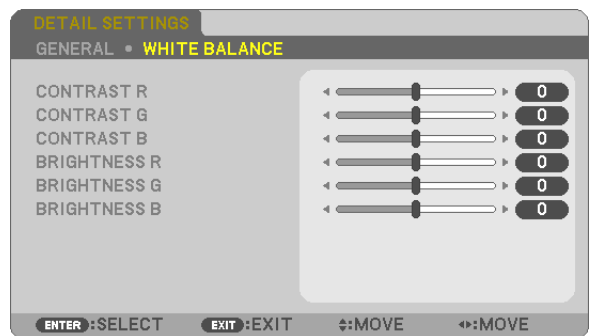 DETAIL SETTINGS
GENERAL • WHITE BALANCE
CONTRAST R 0
CONTRAST G 0
CONTRAST B 0
BRIGHTNESS R 0
BRIGHTNESS G 0
BRIGHTNESS B 0
ENTER :SELECT EXIT :EXIT :MOVE :MOVE